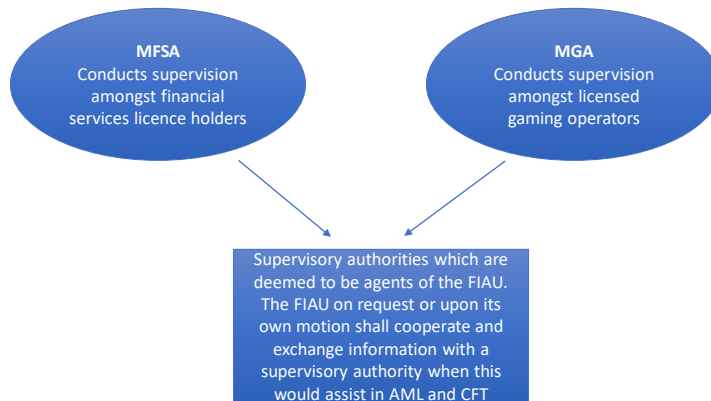 MFSA
Conducts supervision
amongst financial
services licence holders
MGA
Conducts supervision
amongst licensed
gaming operators
Supervisory authorities which are
deemed to be agents of the FIAU.
The FIAU on request or upon its
own motion shall cooperate and
exchange information with a
supervisory authority when this
would assist in AML and CFT